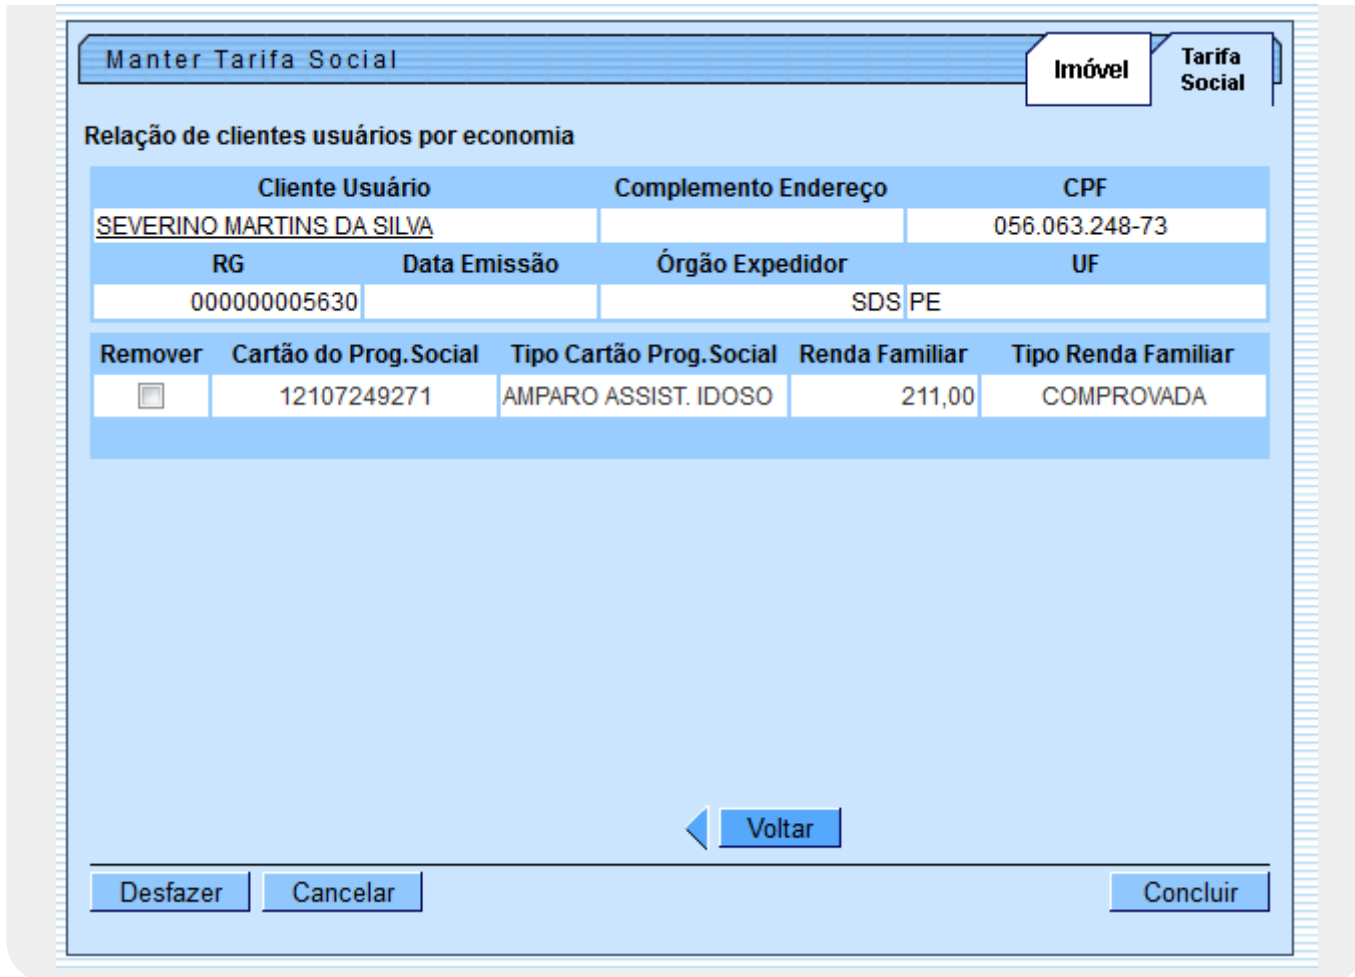 Manter Tarifa Social
Imóvel
Tarifa
Social
Relação de clientes usuários por economia
Cliente Usuário Complemento Endereço CPF
SEVERINO MARTINS DA SILVA 056.063.248-73
RG Data Emissão Órgão Expedidor UF
000000005630 SDS PE
Remover Cartão do Prog.Social Tipo Cartão Prog.Social Renda Familiar Tipo Renda Familiar
12107249271 AMPARO ASSIST. IDOSO 211,00 COMPROVADA
Voltar
Desfazer Cancelar Concluir